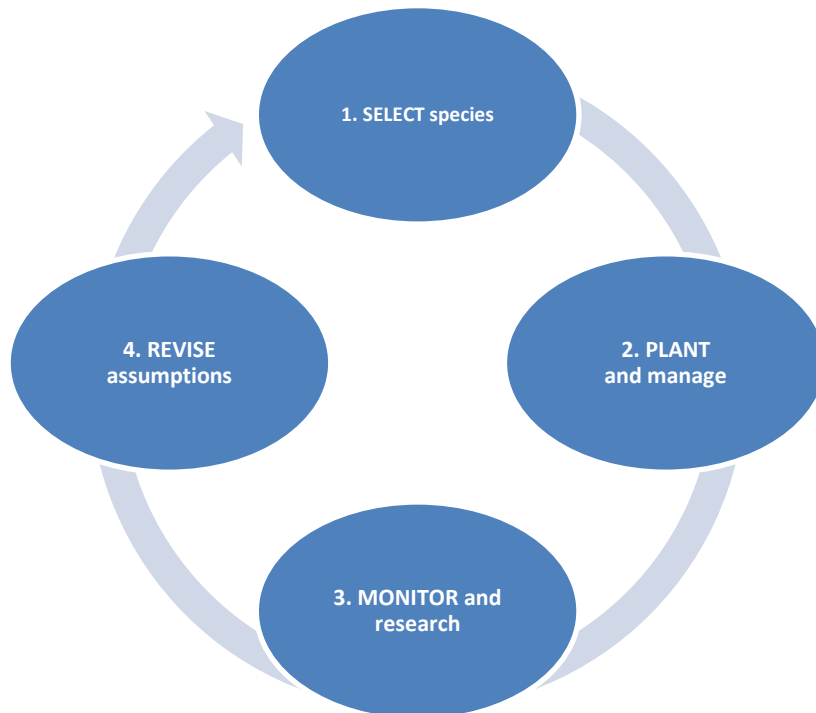 1. SELECT species
2. PLANT
and manage
3. MONITOR and
research
4. REVISE
assumptions